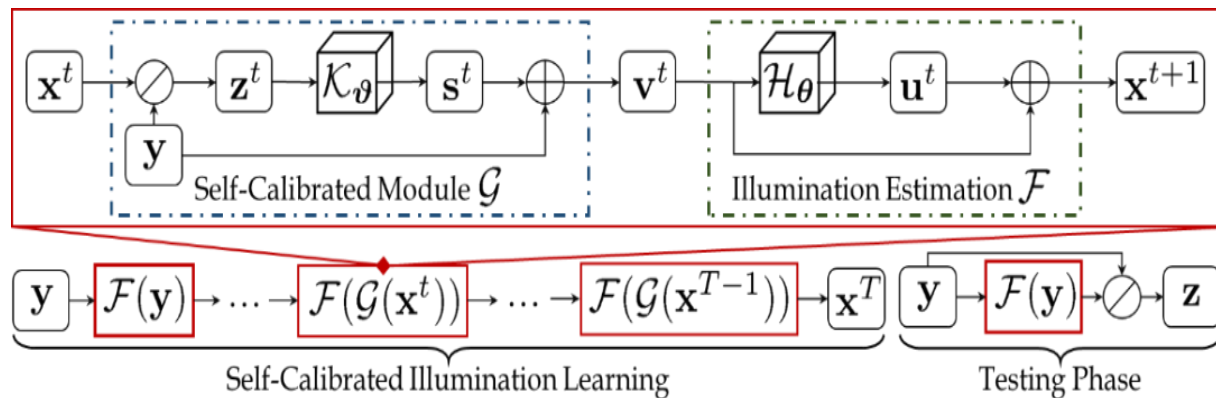 x^t ⊘ z^t 𝒦_ϑ s^t ⊕ v^t ℋ_θ u^t ⊕ x^{t+1}
y
Self-Calibrated Module 𝒢 Illumination Estimation ℱ
y ℱ(y) … ℱ(𝒢(x^t)) … ℱ(𝒢(x^{T−1})) x^T y ℱ(y) ⊘ z
Self-Calibrated Illumination Learning Testing Phase